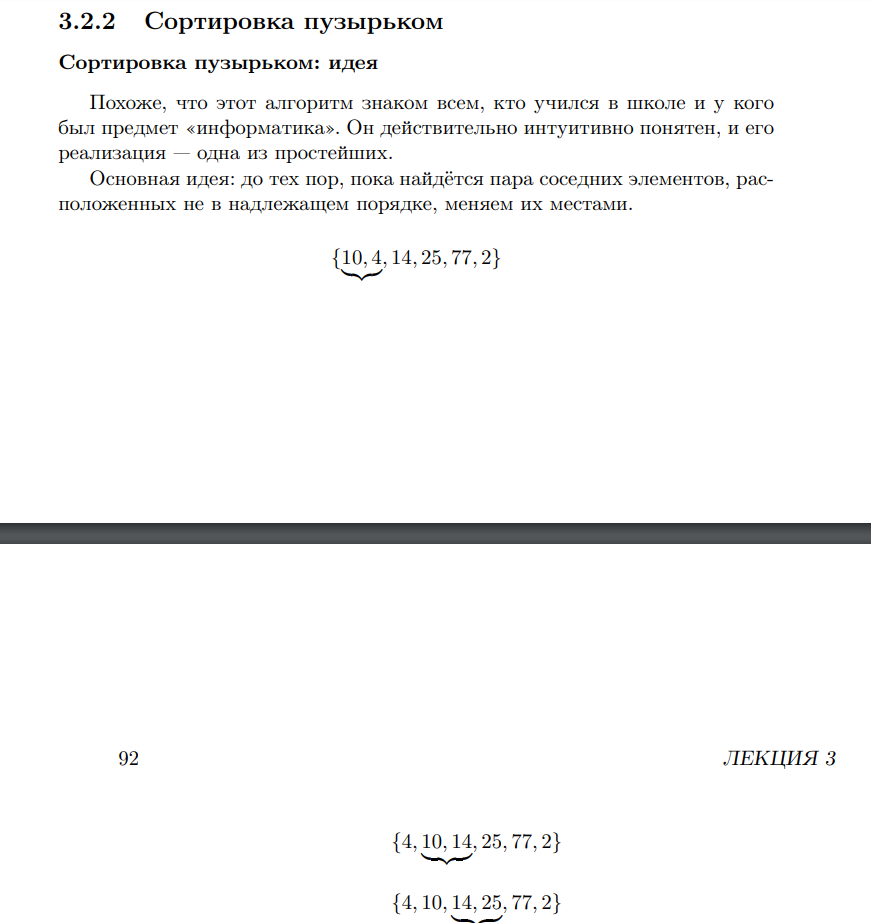 3.2.2 Сортировка пузырьком
Сортировка пузырьком: идея
Похоже, что этот алгоритм знаком всем, кто учился в школе и у кого
был предмет «информатика». Он действительно интуитивно понятен, и его
реализация — одна из простейших.
Основная идея: до тех пор, пока найдётся пара соседних элементов, рас-
положенных не в надлежащем порядке, меняем их местами.
{10, 4, 14, 25, 77, 2}
92 ЛЕКЦИЯ 3
{4, 10, 14, 25, 77, 2}
{4, 10, 14, 25, 77, 2}